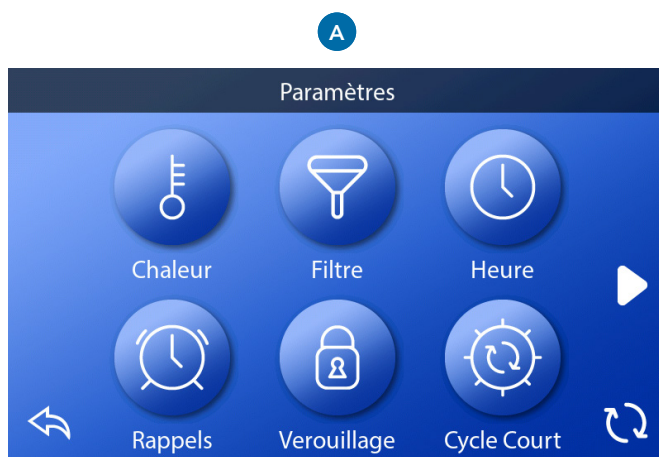 A
Paramètres
Chaleur Filtre Heure
Rappels Verouillage Cycle Court